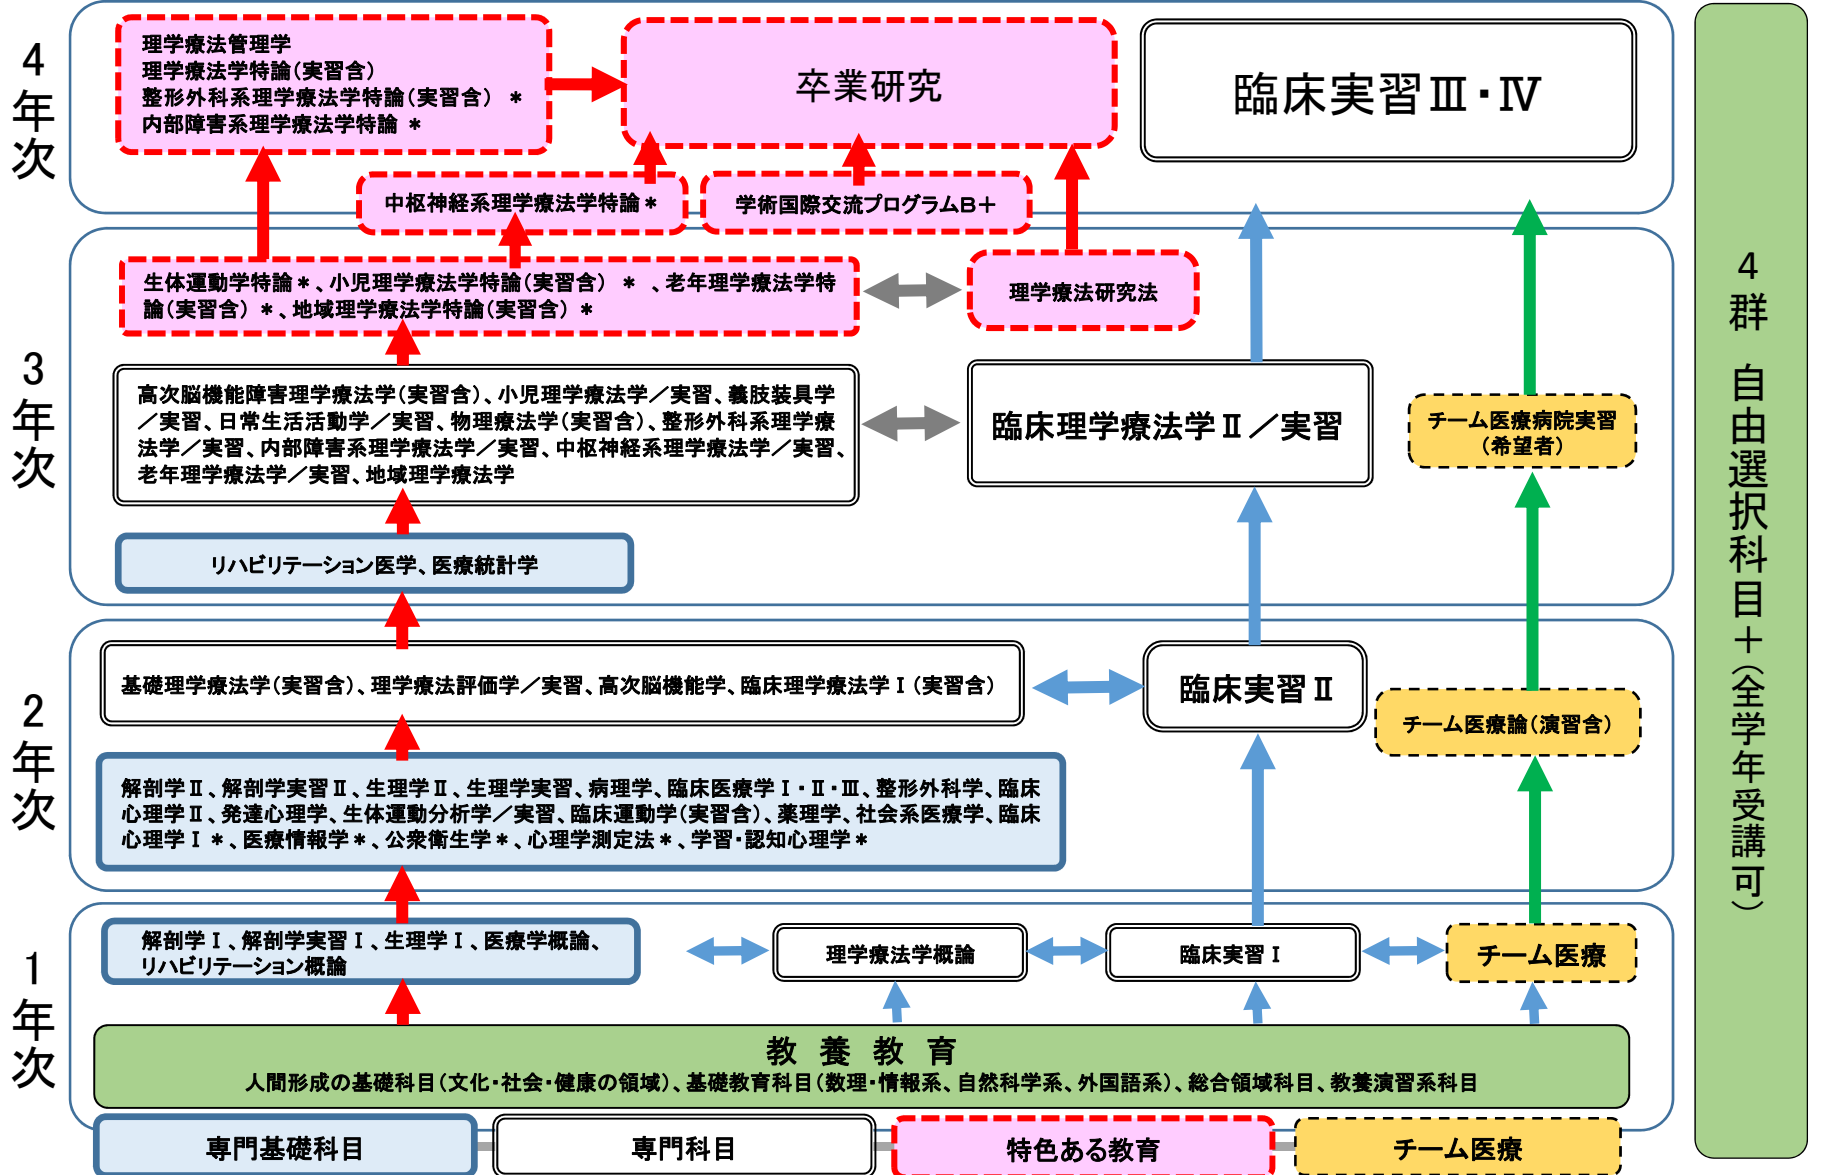 4年次
理学療法管理学
理学療法学特論(実習含)
整形外科系理学療法学特論(実習含) *
内部障害系理学療法学特論 *
卒業研究
臨床実習Ⅲ・Ⅳ
中枢神経系理学療法学特論*
学術国際交流プログラムB+
3年次
生体運動学特論*、小児理学療法学特論(実習含) * 、老年理学療法学特
論(実習含) *、地域理学療法学特論(実習含) *
理学療法研究法
高次脳機能障害理学療法学(実習含)、小児理学療法学/実習、義肢装具学
/実習、日常生活活動学/実習、物理療法学(実習含)、整形外科系理学療
法学/実習、内部障害系理学療法学/実習、中枢神経系理学療法学/実習、
老年理学療法学/実習、地域理学療法学
臨床理学療法学Ⅱ/実習
チーム医療病院実習
(希望者)
リハビリテーション医学、医療統計学
2年次
基礎理学療法学(実習含)、理学療法評価学/実習、高次脳機能学、臨床理学療法学Ⅰ(実習含)
臨床実習Ⅱ
チーム医療論(演習含)
解剖学Ⅱ、解剖学実習Ⅱ、生理学Ⅱ、生理学実習、病理学、臨床医療学Ⅰ・Ⅱ・Ⅲ、整形外科学、臨床
心理学Ⅱ、発達心理学、生体運動分析学/実習、臨床運動学(実習含)、薬理学、社会系医療学、臨床
心理学Ⅰ*、医療情報学*、公衆衛生学*、心理学測定法*、学習・認知心理学*
1年次
解剖学Ⅰ、解剖学実習Ⅰ、生理学Ⅰ、医療学概論、
リハビリテーション概論
理学療法学概論
臨床実習Ⅰ
チーム医療
教 養 教 育
人間形成の基礎科目(文化・社会・健康の領域)、基礎教育科目(数理・情報系、自然科学系、外国語系)、総合領域科目、教養演習系科目
専門基礎科目
専門科目
特色ある教育
チーム医療
4群 自由選択科目+(全学年受講可)